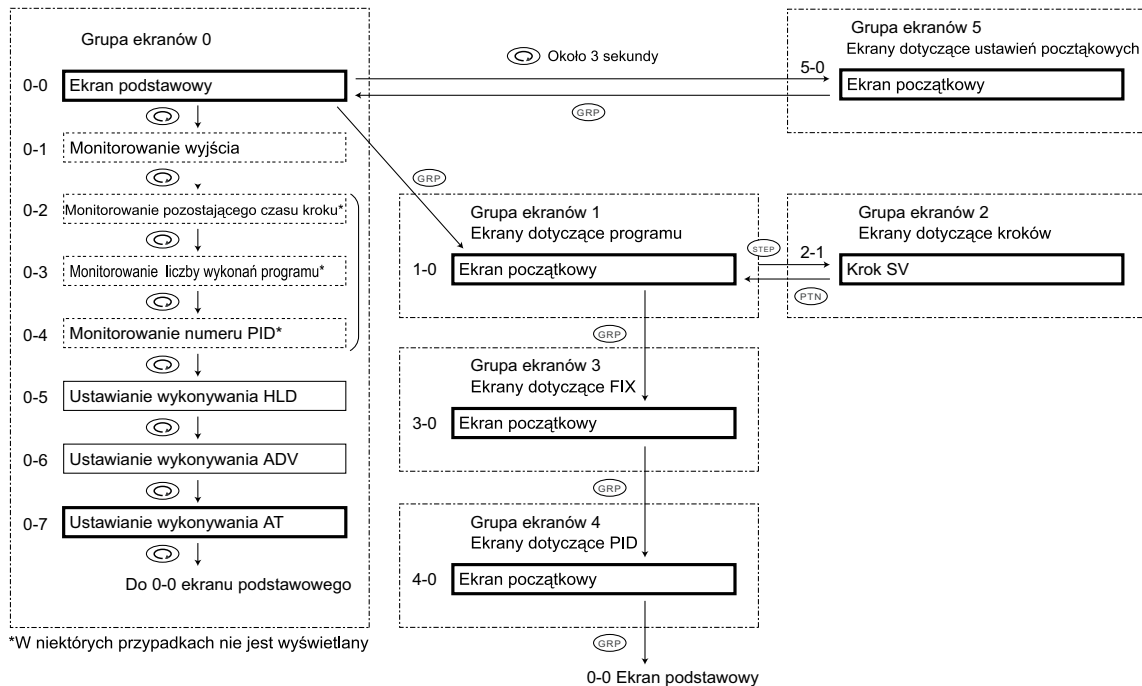 Grupa ekranów 0
0-0 Ekran podstawowy
0-1 Monitorowanie wyjścia
0-2 Monitorowanie pozostającego czasu kroku*
0-3 Monitorowanie liczby wykonań programu*
0-4 Monitorowanie numeru PID*
0-5 Ustawianie wykonywania HLD
0-6 Ustawianie wykonywania ADV
0-7 Ustawianie wykonywania AT
Do 0-0 ekranu podstawowego
*W niektórych przypadkach nie jest wyświetlany
Około 3 sekundy
GRP
Grupa ekranów 5
Ekrany dotyczące ustawień pocztąkowych
5-0
Ekran początkowy
GRP
Grupa ekranów 1
Ekrany dotyczące programu
1-0 Ekran początkowy
STEP
PTN
Grupa ekranów 2
Ekrany dotyczące kroków
2-1
Krok SV
GRP
Grupa ekranów 3
Ekrany dotyczące FIX
3-0 Ekran początkowy
GRP
Grupa ekranów 4
Ekrany dotyczące PID
4-0 Ekran początkowy
GRP
0-0 Ekran podstawowy